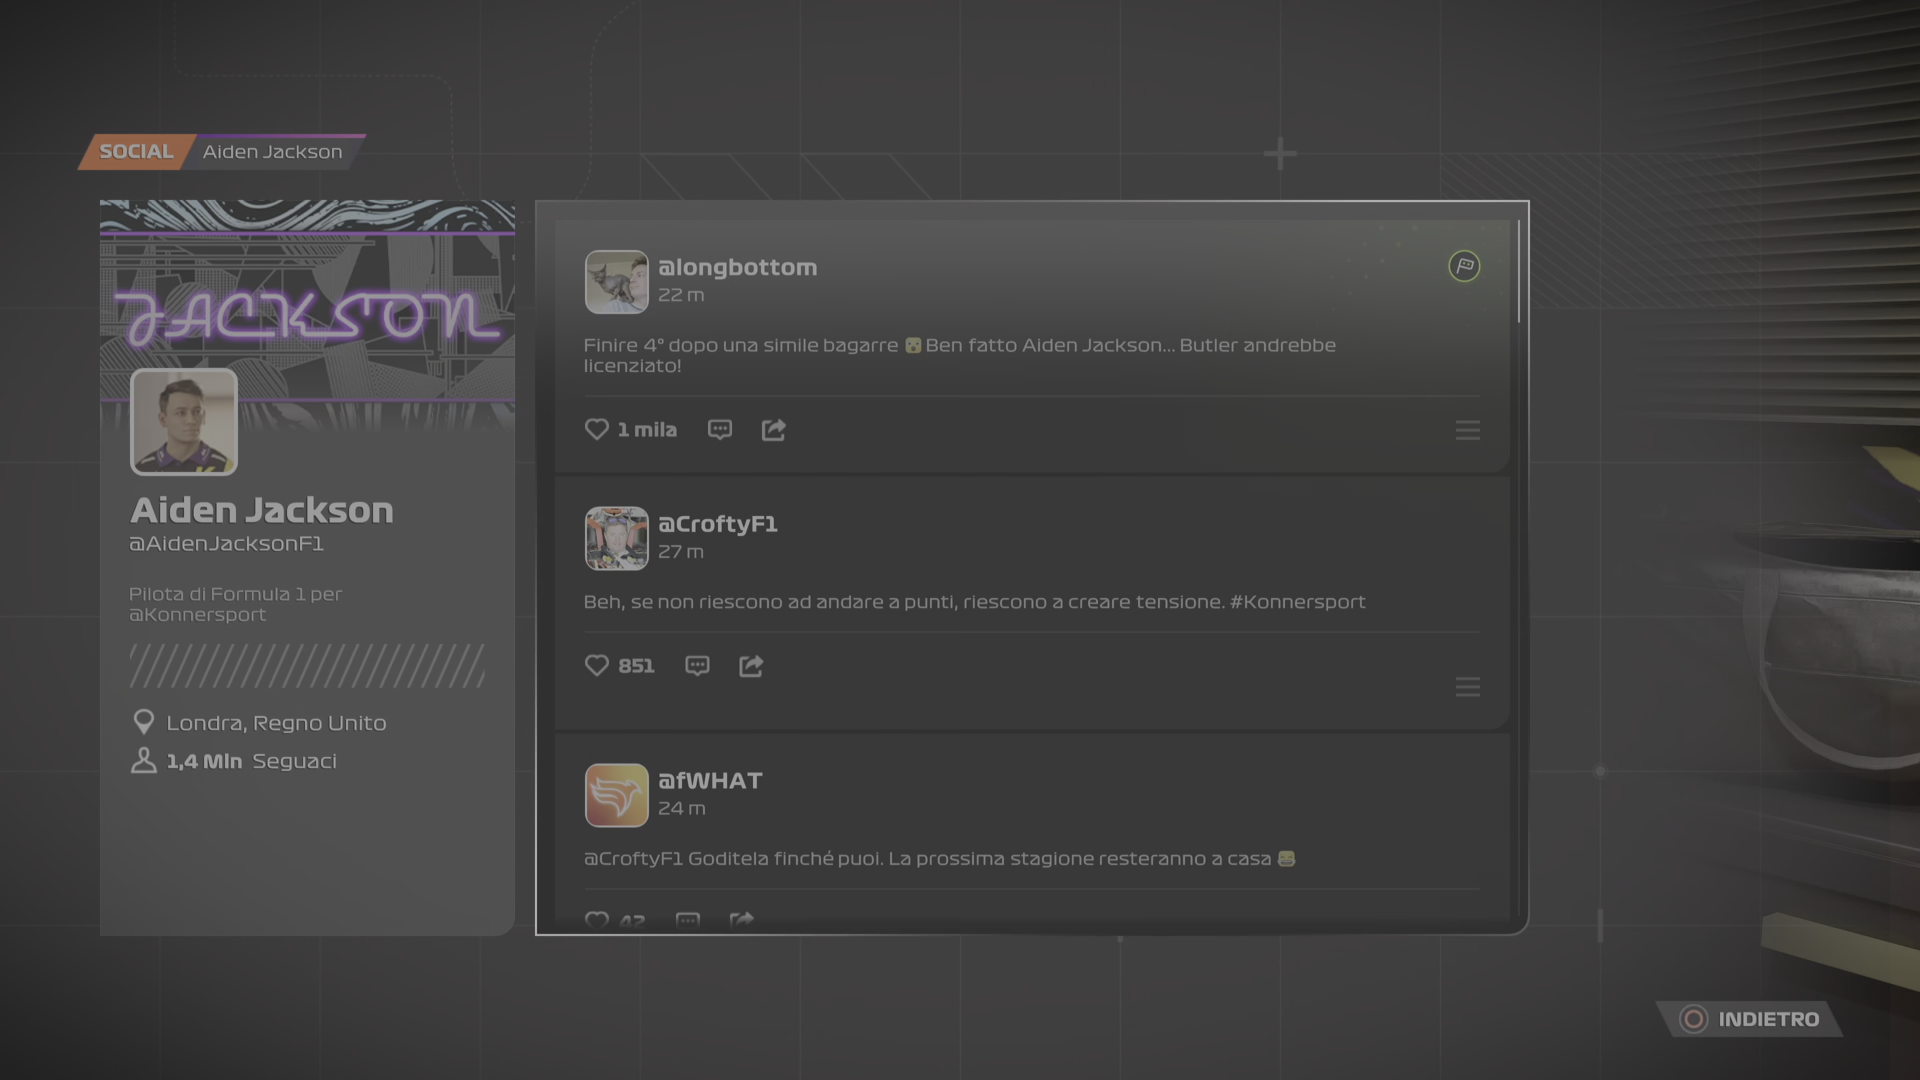 SOCIAL Aiden Jackson
JACKSON
Aiden Jackson
@AidenJacksonF1
Pilota di Formula 1 per
@Konnersport
Londra, Regno Unito
1,4 Mln Seguaci
@longbottom
22 m
Finire 4° dopo una simile bagarre 😮 Ben fatto Aiden Jackson... Butler andrebbe
licenziato!
1 mila
@CroftyF1
27 m
Beh, se non riescono ad andare a punti, riescono a creare tensione. #Konnersport
851
@fWHAT
24 m
@CroftyF1 Goditela finché puoi. La prossima stagione resteranno a casa 😆
42
INDIETRO